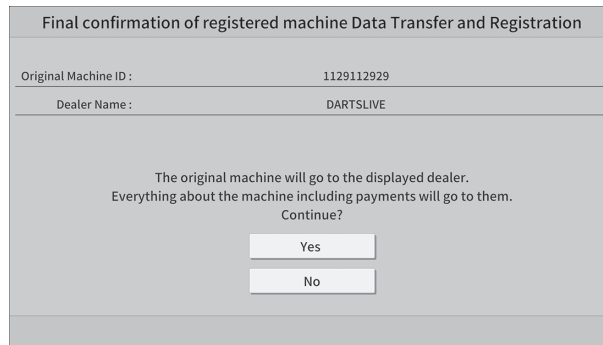 Final confirmation of registered machine Data Transfer and Registration
Original Machine ID : 1129112929
Dealer Name : DARTSLIVE
The original machine will go to the displayed dealer.
Everything about the machine including payments will go to them.
Continue?
Yes
No